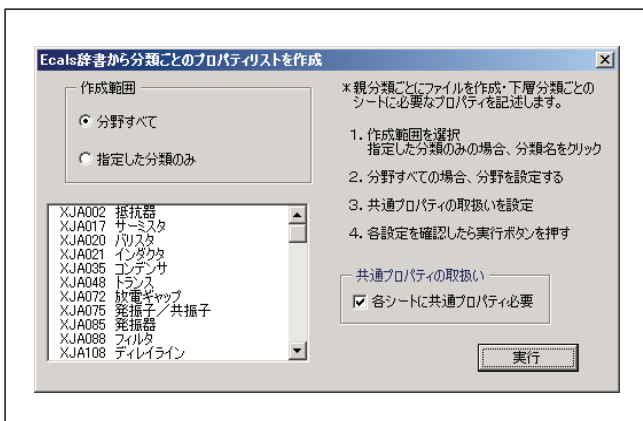 Ecals辞書から分類ごとのプロパティリストを作成
作成範囲
分野すべて
指定した分類のみ
XJA002 抵抗器
XJA017 サーミスタ
XJA020 バリスタ
XJA021 インダクタ
XJA035 コンデンサ
XJA048 トランス
XJA072 放電ギャップ
XJA075 発振子/共振子
XJA085 発振器
XJA088 フィルタ
XJA108 ディレイライン
*親分類ごとにファイルを作成・下層分類ごとの
シートに必要なプロパティを記述します。
1. 作成範囲を選択
指定した分類のみの場合、分類名をクリック
2. 分野すべての場合、分野を設定する
3. 共通プロパティの取扱いを設定
4. 各設定を確認したら実行ボタンを押す
共通プロパティの取扱い
各シートに共通プロパティ必要
実行